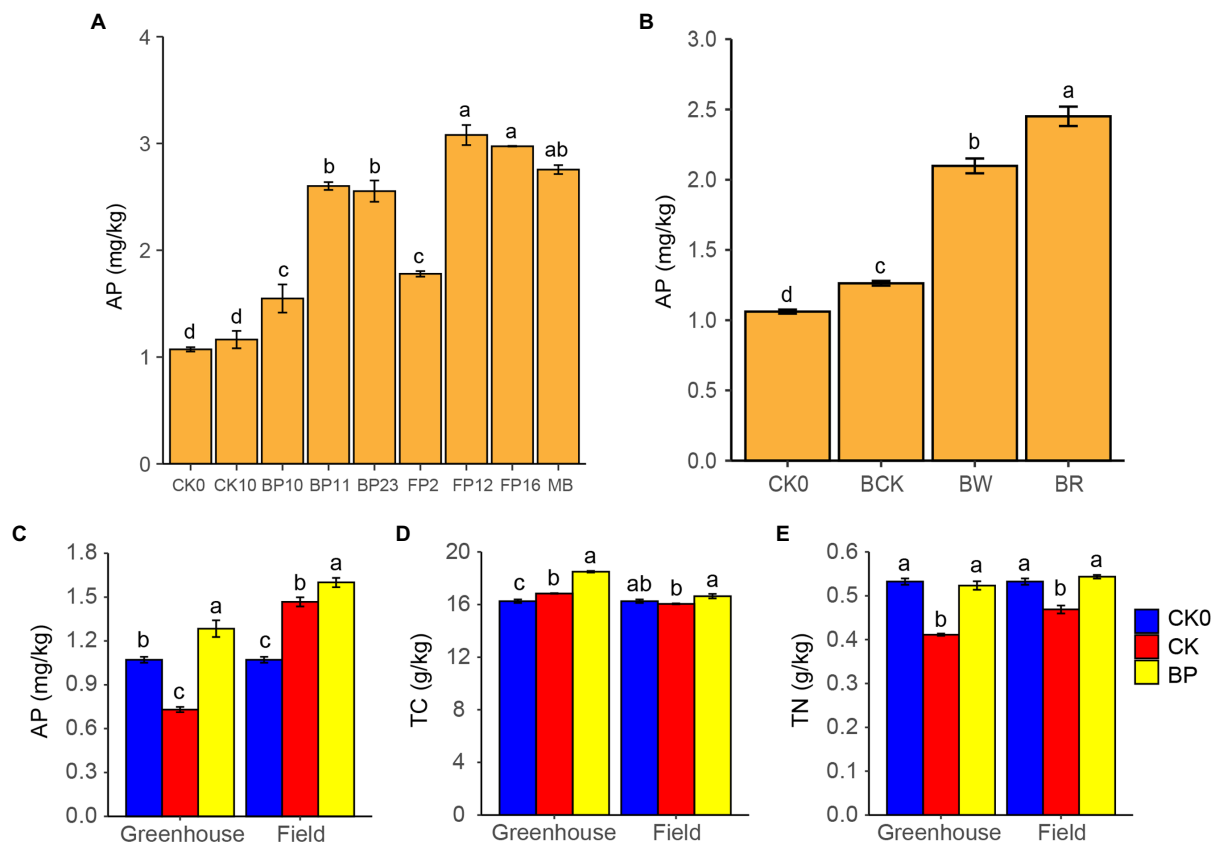 A
AP (mg/kg)
4
3
2
1
0
d
d
c
b
b
c
a
a
ab
CK0 CK10 BP10 BP11 BP23 FP2 FP12 FP16 MB
B
AP (mg/kg)
3.0
2.5
2.0
1.5
1.0
0.5
0.0
d
c
b
a
CK0 BCK BW BR
C
AP (mg/kg)
1.8
1.5
1.2
0.9
0.6
0.3
0.0
b
c
a
c
b
a
Greenhouse Field
D
TC (g/kg)
20
16
12
8
4
0
c
b
a
ab
b
a
Greenhouse Field
E
TN (g/kg)
0.6
0.5
0.4
0.3
0.2
0.1
0.0
a
b
a
a
b
a
Greenhouse Field
CK0
CK
BP